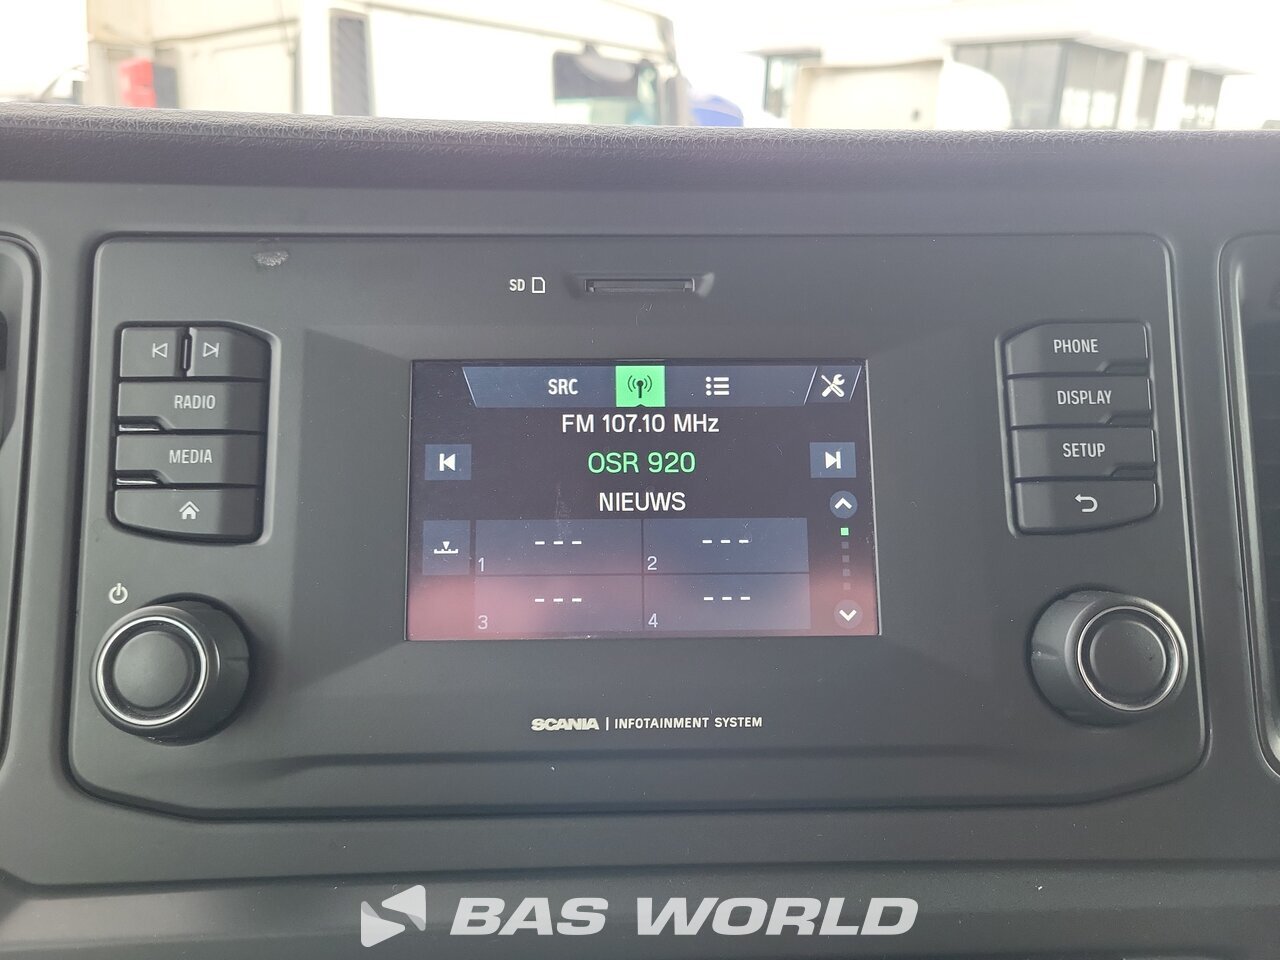 SD
PHONE
RADIO
DISPLAY
MEDIA
SETUP
SRC
FM 107.10 MHz
OSR 920
NIEUWS
--- ---
1 2
--- ---
3 4
SCANIA | INFOTAINMENT SYSTEM
BAS WORLD